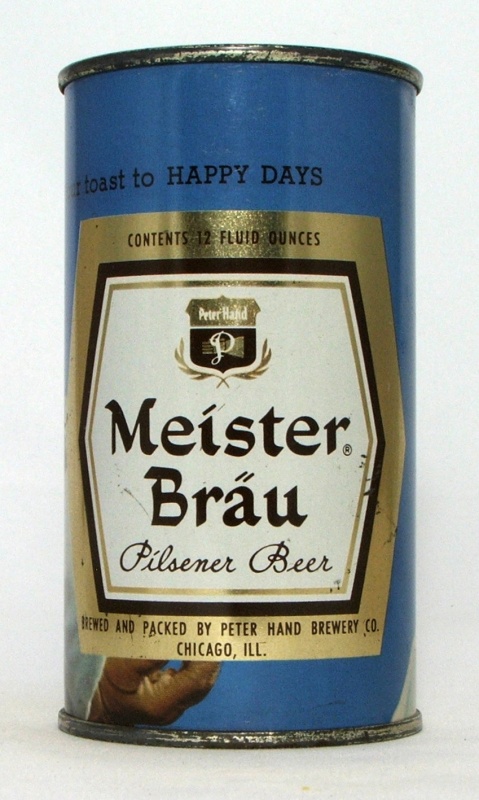 toast to HAPPY DAYS
CONTENTS 12 FLUID OUNCES
Peter Hand
P
Meister®
Bräu
Pilsener Beer
BREWED AND PACKED BY PETER HAND BREWERY CO.
CHICAGO, ILL.